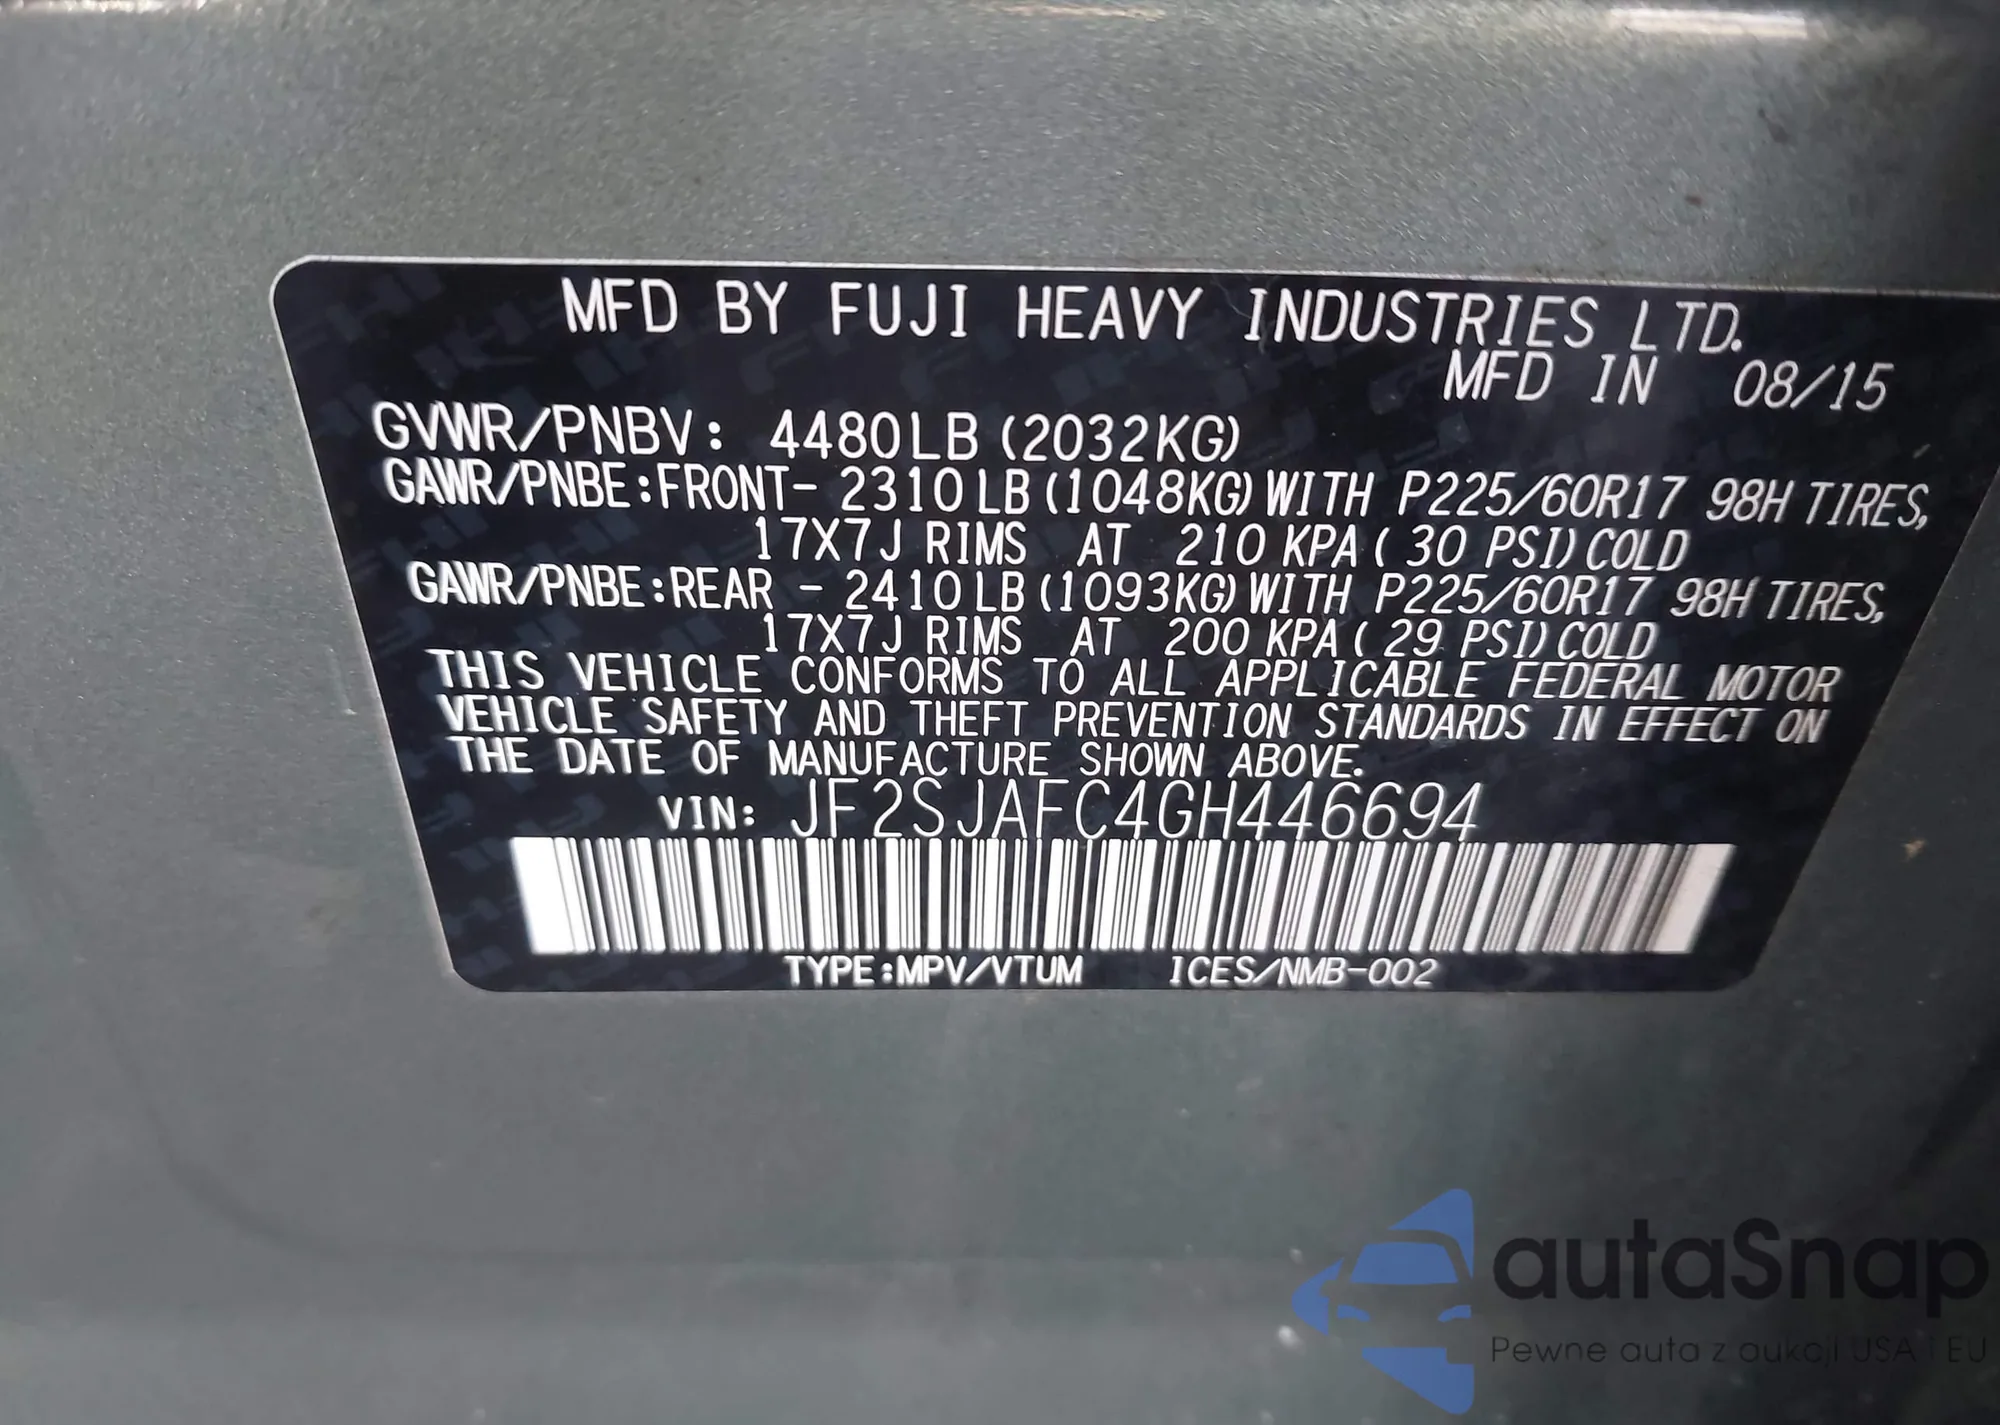 MFD BY FUJI HEAVY INDUSTRIES LTD.
MFD IN 08/15
GVWR/PNBV: 4480LB (2032KG)
GAWR/PNBE:FRONT- 2310LB(1048KG)WITH P225/60R17 98H TIRES,
17X7J RIMS AT 210 KPA( 30 PSI)COLD
GAWR/PNBE:REAR - 2410LB(1093KG)WITH P225/60R17 98H TIRES,
17X7J RIMS AT 200 KPA( 29 PSI)COLD
THIS VEHICLE CONFORMS TO ALL APPLICABLE FEDERAL MOTOR
VEHICLE SAFETY AND THEFT PREVENTION STANDARDS IN EFFECT ON
THE DATE OF MANUFACTURE SHOWN ABOVE.
VIN: JF2SJAFC4GH446694
TYPE:MPV/VTUM ICES/NMB-002
autaSnap
Pewne auta z aukcji USA i EU